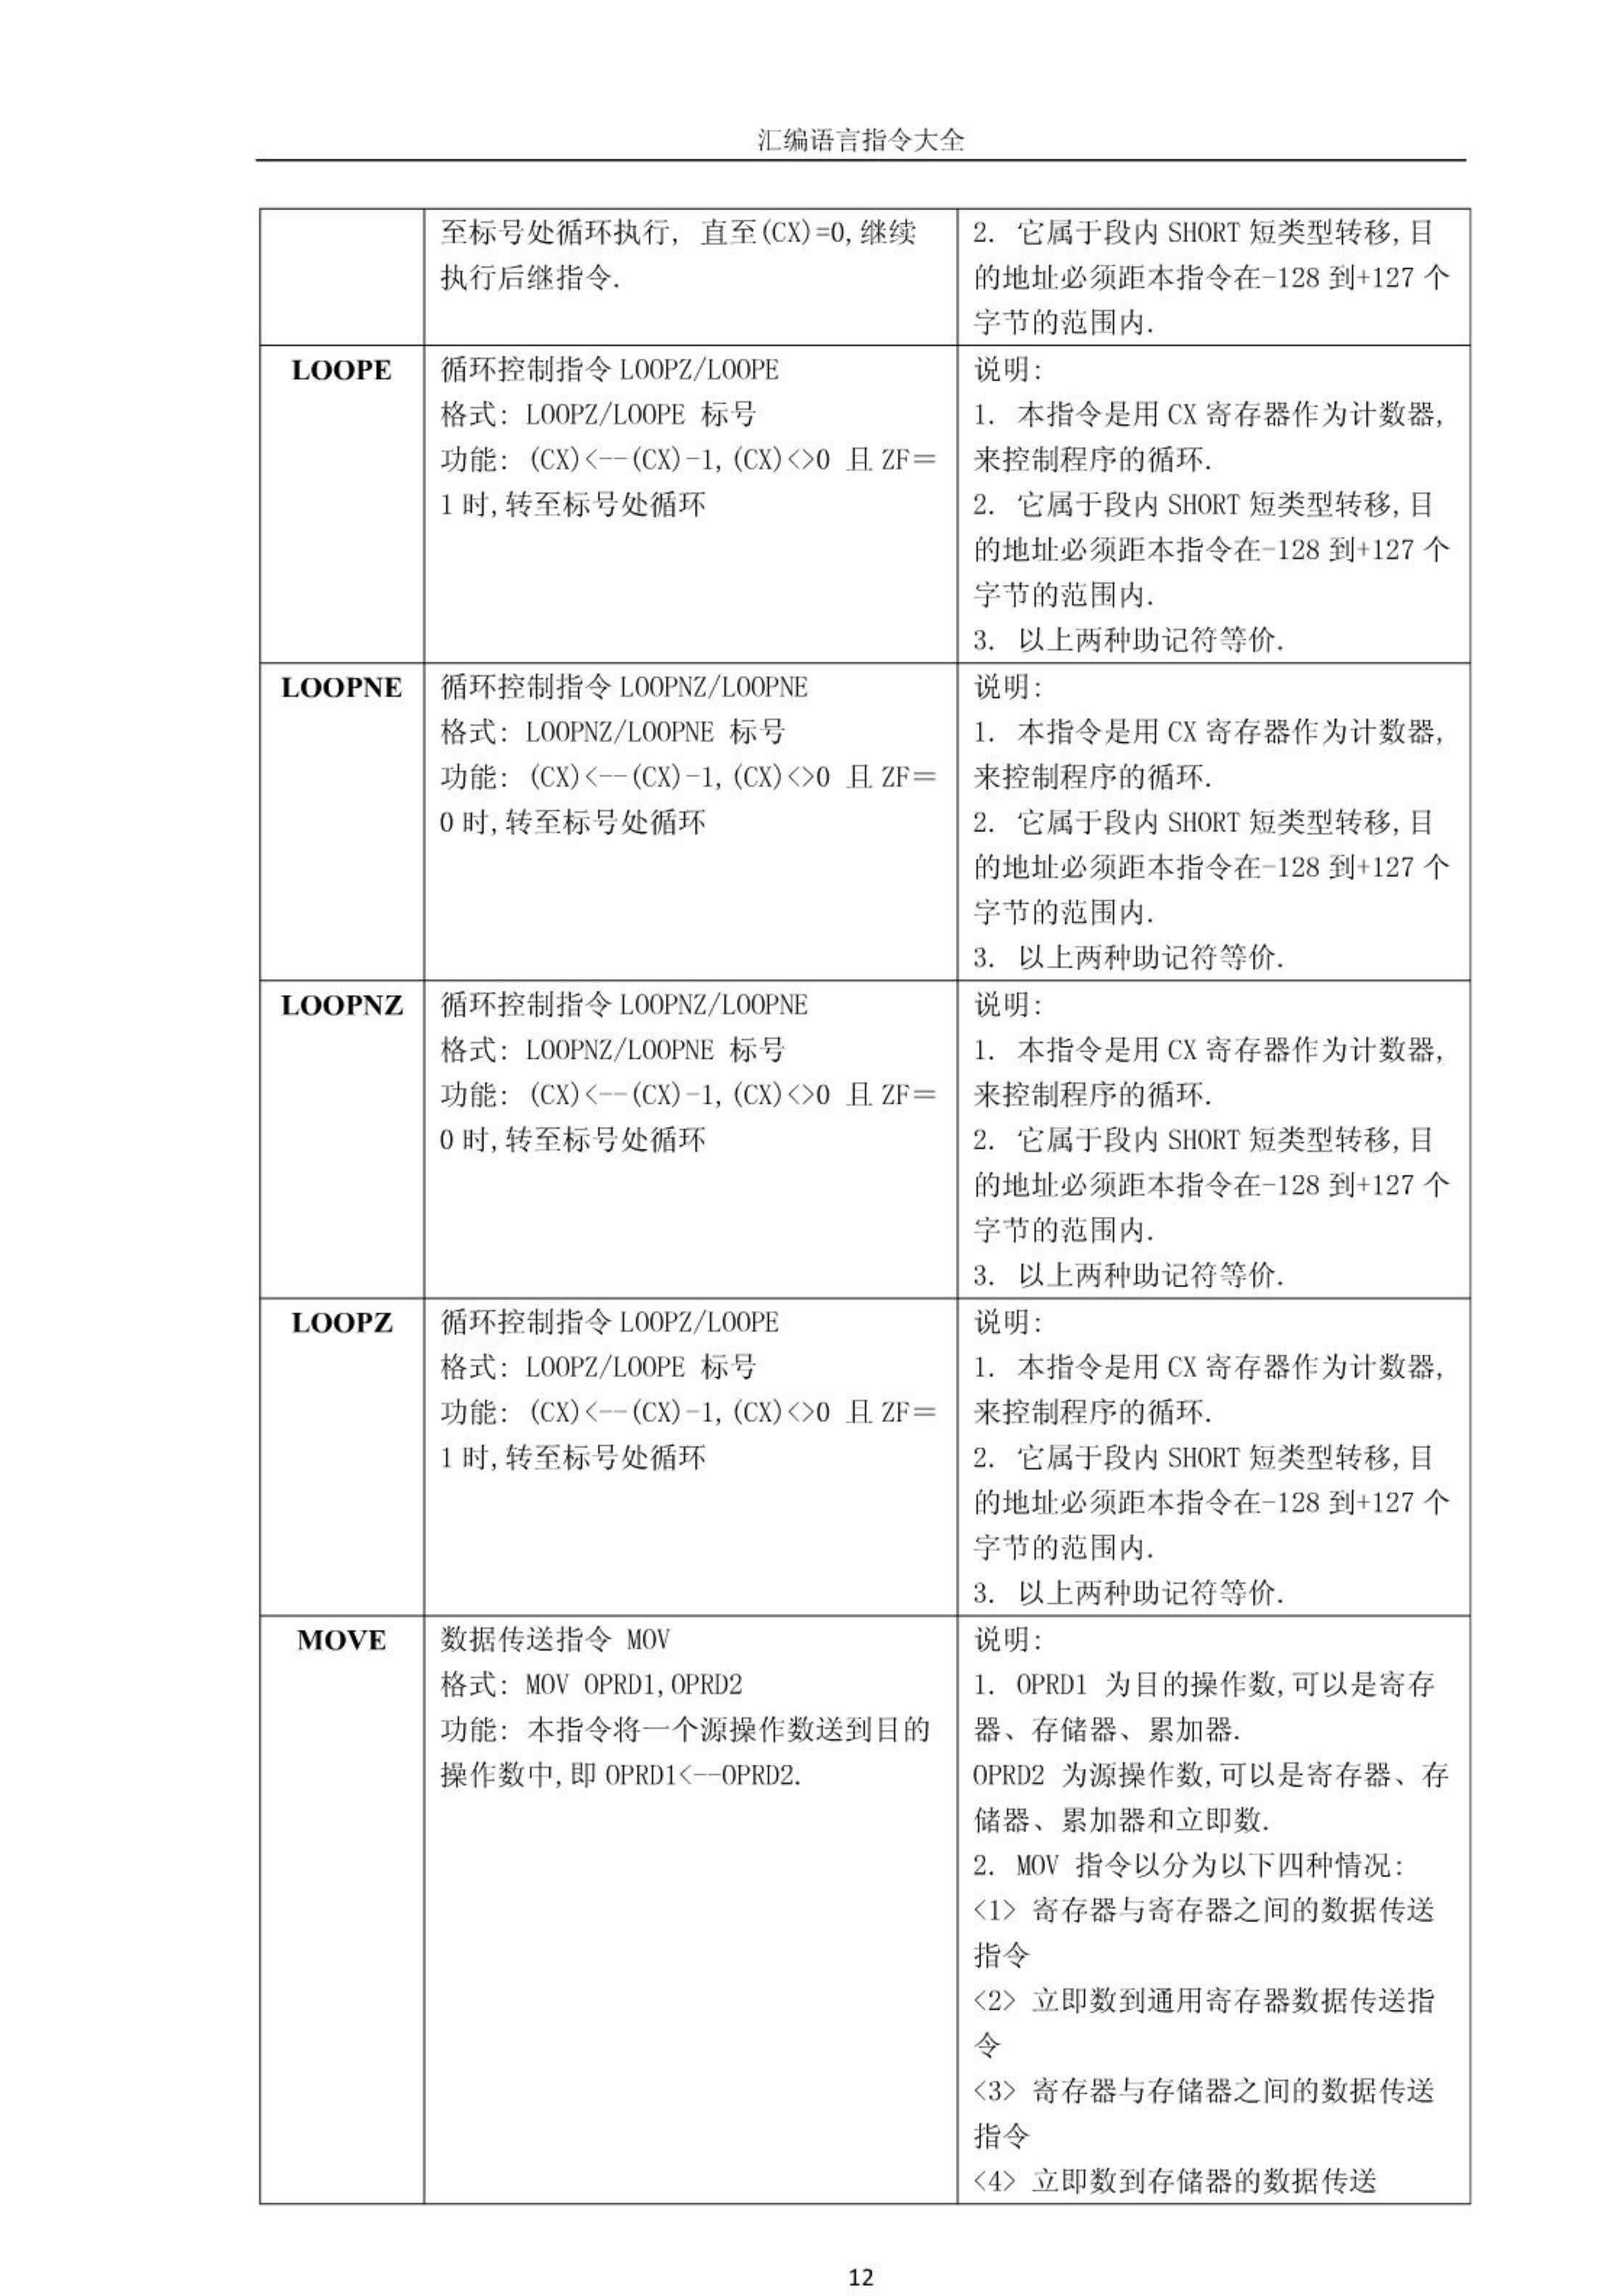 汇编语言指令大全
至标号处循环执行, 直至(CX)=0,继续
执行后继指令.
2. 它属于段内 SHORT 短类型转移,目
的地址必须距本指令在-128 到+127 个
字节的范围内.
LOOPE
循环控制指令 LOOPZ/LOOPE
格式: LOOPZ/LOOPE 标号
功能: (CX)<--(CX)-1,(CX)<>0 且 ZF=
1 时,转至标号处循环
说明:
1. 本指令是用 CX 寄存器作为计数器,
来控制程序的循环.
2. 它属于段内 SHORT 短类型转移,目
的地址必须距本指令在-128 到+127 个
字节的范围内.
3. 以上两种助记符等价.
LOOPNE
循环控制指令 LOOPNZ/LOOPNE
格式: LOOPNZ/LOOPNE 标号
功能: (CX)<--(CX)-1,(CX)<>0 且 ZF=
0 时,转至标号处循环
说明:
1. 本指令是用 CX 寄存器作为计数器,
来控制程序的循环.
2. 它属于段内 SHORT 短类型转移,目
的地址必须距本指令在-128 到+127 个
字节的范围内.
3. 以上两种助记符等价.
LOOPNZ
循环控制指令 LOOPNZ/LOOPNE
格式: LOOPNZ/LOOPNE 标号
功能: (CX)<--(CX)-1,(CX)<>0 且 ZF=
0 时,转至标号处循环
说明:
1. 本指令是用 CX 寄存器作为计数器,
来控制程序的循环.
2. 它属于段内 SHORT 短类型转移,目
的地址必须距本指令在-128 到+127 个
字节的范围内.
3. 以上两种助记符等价.
LOOPZ
循环控制指令 LOOPZ/LOOPE
格式: LOOPZ/LOOPE 标号
功能: (CX)<--(CX)-1,(CX)<>0 且 ZF=
1 时,转至标号处循环
说明:
1. 本指令是用 CX 寄存器作为计数器,
来控制程序的循环.
2. 它属于段内 SHORT 短类型转移,目
的地址必须距本指令在-128 到+127 个
字节的范围内.
3. 以上两种助记符等价.
MOVE
数据传送指令 MOV
格式: MOV OPRD1,OPRD2
功能: 本指令将一个源操作数送到目的
操作数中,即 OPRD1<--OPRD2.
说明:
1. OPRD1 为目的操作数,可以是寄存
器、存储器、累加器.
OPRD2 为源操作数,可以是寄存器、存
储器、累加器和立即数.
2. MOV 指令以分为以下四种情况:
<1> 寄存器与寄存器之间的数据传送
指令
<2> 立即数到通用寄存器数据传送指
令
<3> 寄存器与存储器之间的数据传送
指令
<4> 立即数到存储器的数据传送
12